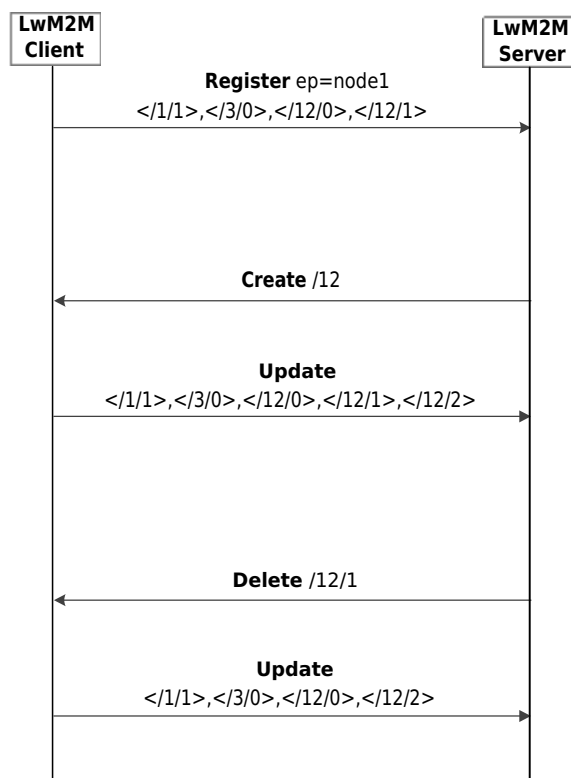 LwM2M
Client
LwM2M
Server
Register ep=node1
</1/1>,</3/0>,</12/0>,</12/1>
Create /12
Update
</1/1>,</3/0>,</12/0>,</12/1>,</12/2>
Delete /12/1
Update
</1/1>,</3/0>,</12/0>,</12/2>